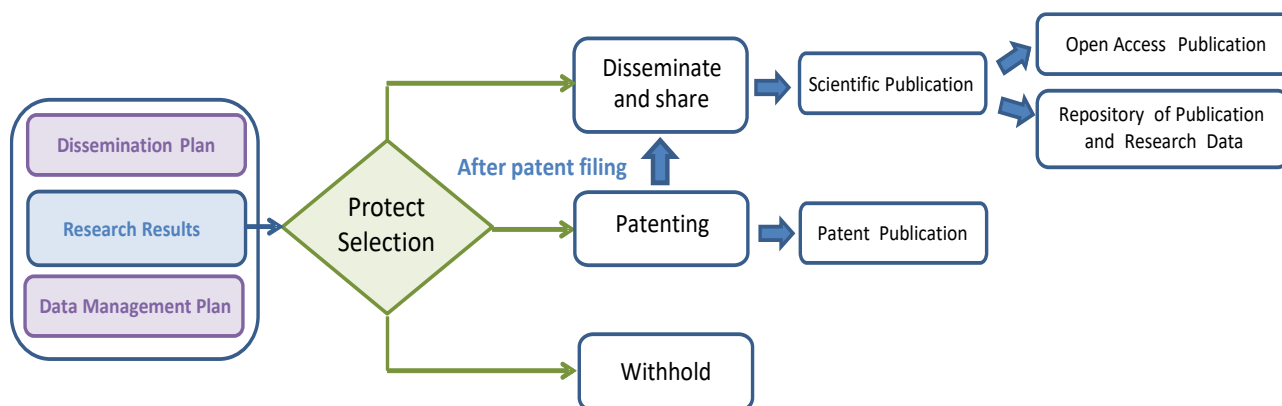 Dissemination Plan
Research Results
Data Management Plan
Protect
Selection
Disseminate
and share
After patent filing
Patenting
Withhold
Scientific Publication
Patent Publication
Open Access Publication
Repository of Publication
and Research Data